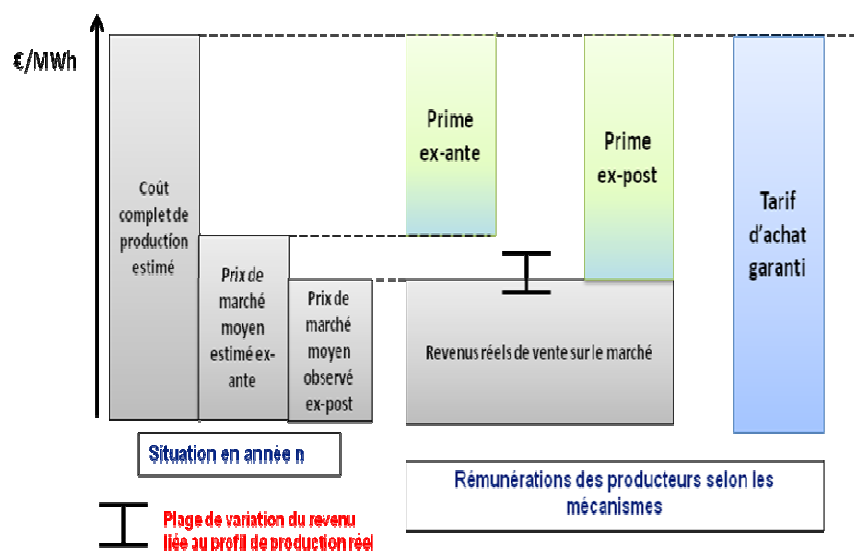 €/MWh
Coût
complet de
production
estimé
Prix de
marché
moyen
estimé ex-
ante
Prix de
marché
moyen
observé
ex-post
Prime
ex-ante
Prime
ex-post
Revenus réels de vente sur le marché
Tarif
d'achat
garanti
Situation en année n
Rémunérations des producteurs selon les
mécanismes
Plage de variation du revenu
liée au profil de production réel